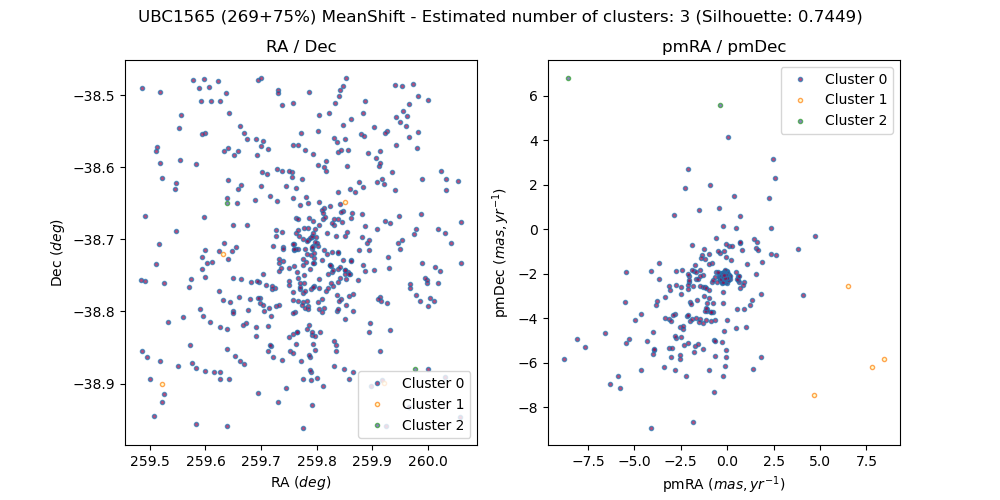 UBC1565 (269+75%) MeanShift - Estimated number of clusters: 3 (Silhouette: 0.7449)
RA / Dec
Dec (deg)
−38.5
−38.6
−38.7
−38.8
−38.9
Cluster 0
Cluster 1
Cluster 2
259.5 259.6 259.7 259.8 259.9 260.0
RA (deg)
pmRA / pmDec
pmDec (mas, yr⁻¹)
6
4
2
0
−2
−4
−6
−8
Cluster 0
Cluster 1
Cluster 2
−7.5 −5.0 −2.5 0.0 2.5 5.0 7.5
pmRA (mas, yr⁻¹)